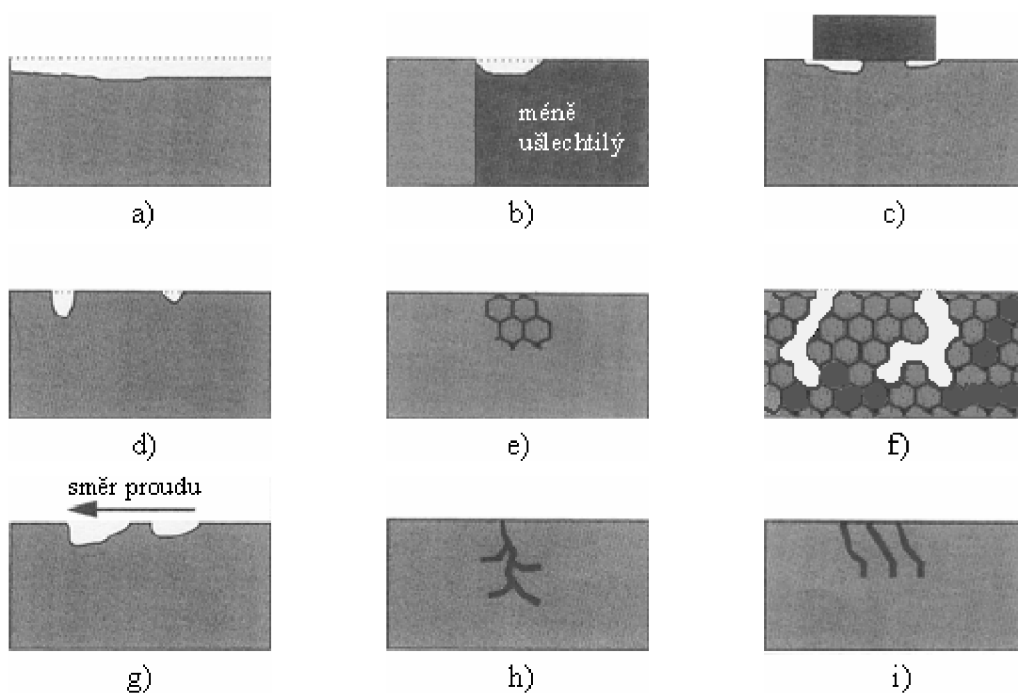 méně
ušlechtilý
a)
b)
c)
d)
e)
f)
směr proudu
g)
h)
i)